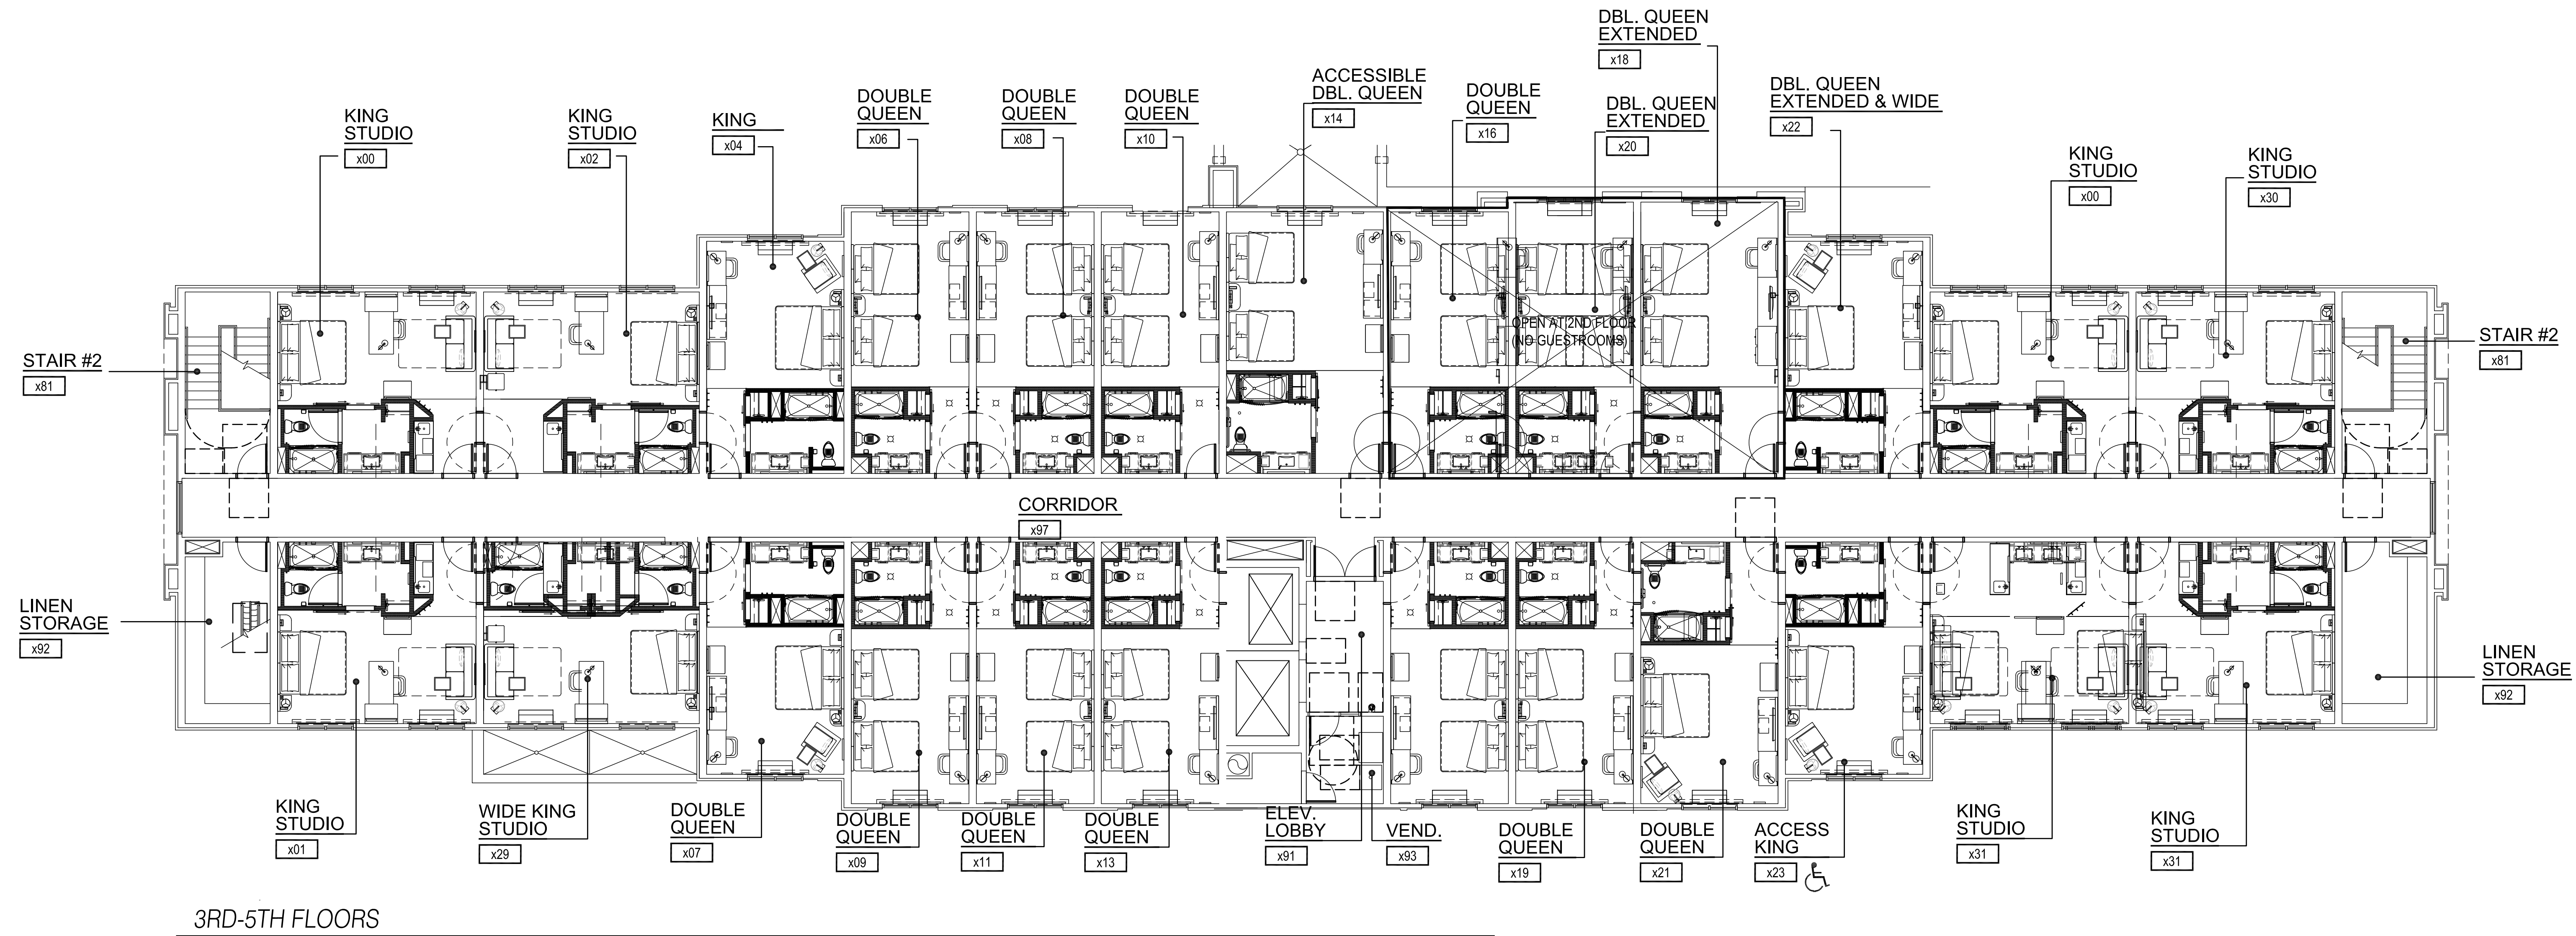 DBL. QUEEN
EXTENDED
x18
ACCESSIBLE
DBL. QUEEN
x14
DBL. QUEEN
EXTENDED & WIDE
x22
DOUBLE
QUEEN
x06
DOUBLE
QUEEN
x08
DOUBLE
QUEEN
x10
DOUBLE
QUEEN
x16
DBL. QUEEN
EXTENDED
x20
KING
STUDIO
x00
KING
STUDIO
x02
KING
x04
KING
STUDIO
x00
KING
STUDIO
x30
OPEN AT 2ND FLOOR
(NO GUESTROOMS)
STAIR #2
x81
STAIR #2
x81
CORRIDOR
x97
LINEN
STORAGE
x92
LINEN
STORAGE
x92
KING
STUDIO
x01
WIDE KING
STUDIO
x29
DOUBLE
QUEEN
x07
DOUBLE
QUEEN
x09
DOUBLE
QUEEN
x11
DOUBLE
QUEEN
x13
ELEV.
LOBBY
x91
VEND.
x93
DOUBLE
QUEEN
x19
DOUBLE
QUEEN
x21
ACCESS
KING
x23
KING
STUDIO
x31
KING
STUDIO
x31
3RD-5TH FLOORS